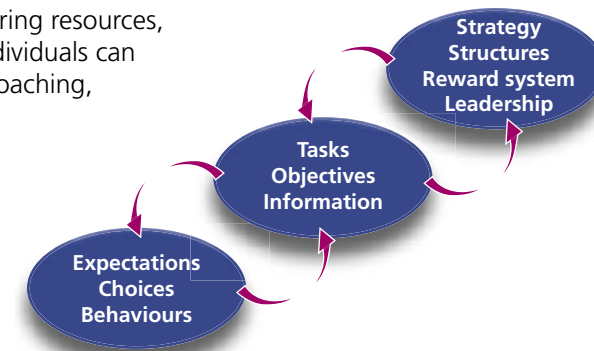 ring resources,
dividuals can
oaching,
Strategy
Structures
Reward system
Leadership
Tasks
Objectives
Information
Expectations
Choices
Behaviours